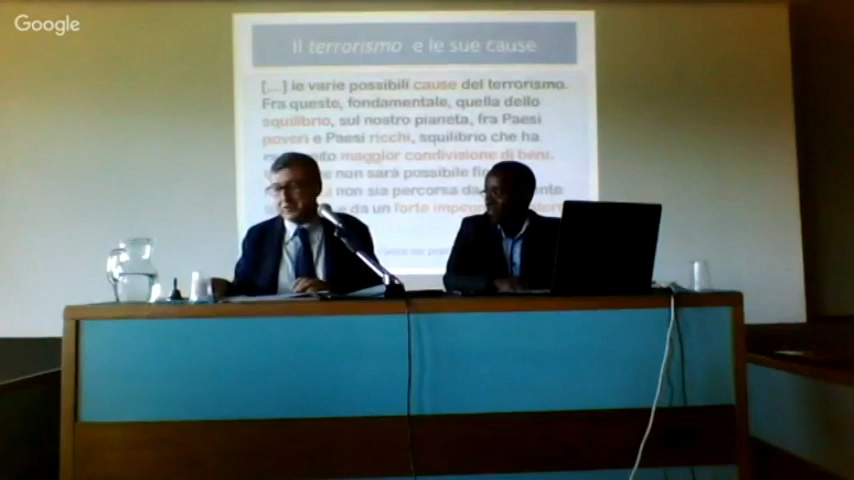 Google
Il terrorismo e le sue cause
[...] le varie possibili cause del terrorismo.
Fra queste, fondamentale, quella dello
squilibrio, sul nostro pianeta, fra Paesi
poveri e Paesi ricchi, squilibrio che ha
maggior condivisione di beni.
non sarà possibile
non sia percorsa da
e da un forte